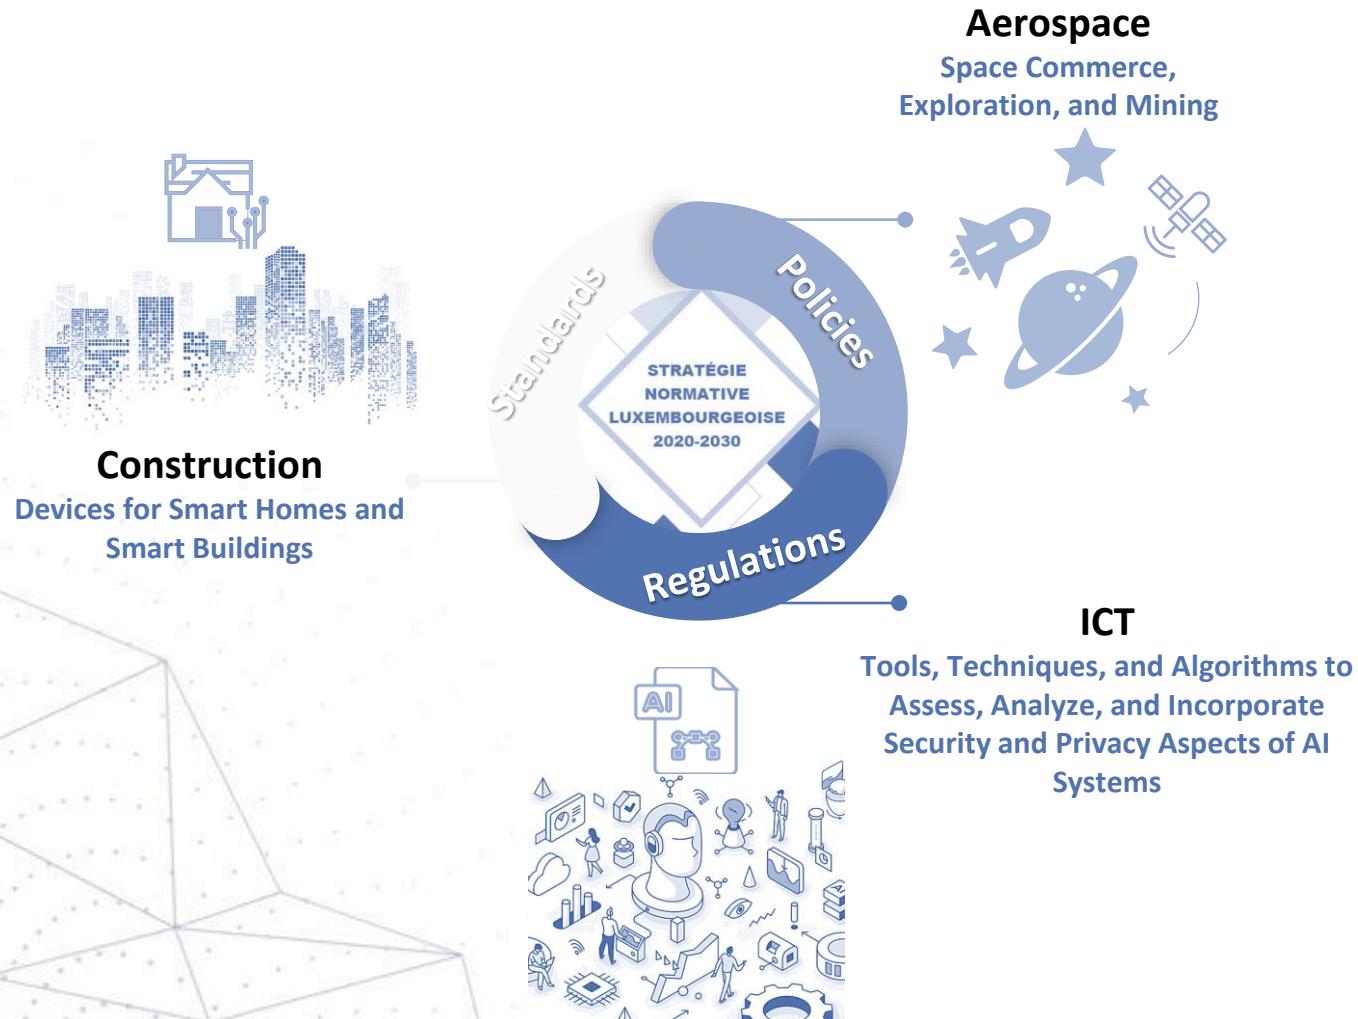 Aerospace
Space Commerce,
Exploration, and Mining
Standards
Policies
STRATÉGIE
NORMATIVE
LUXEMBOURGEOISE
2020-2030
Regulations
Construction
Devices for Smart Homes and
Smart Buildings
ICT
Tools, Techniques, and Algorithms to
Assess, Analyze, and Incorporate
Security and Privacy Aspects of AI
Systems
AI